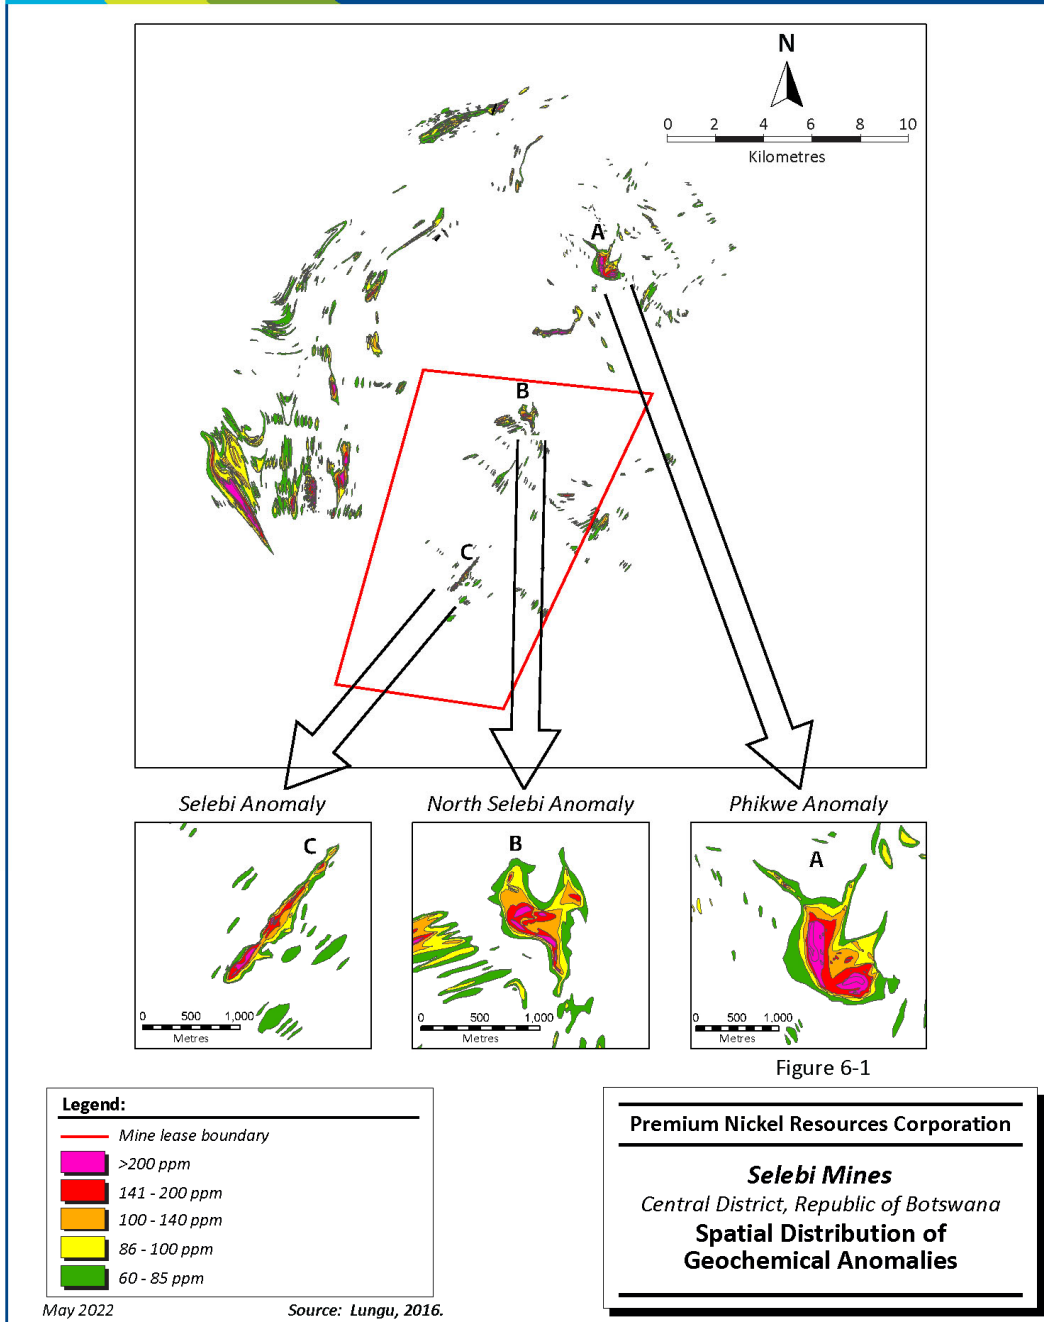 N
0 2 4 6 8 10
Kilometres
A
B
C
Selebi Anomaly
North Selebi Anomaly
Phikwe Anomaly
C
0 500 1,000
Metres
B
0 500 1,000
Metres
A
0 500 1,000
Metres
Figure 6-1
Legend:
Mine lease boundary
>200 ppm
141 - 200 ppm
100 - 140 ppm
86 - 100 ppm
60 - 85 ppm
May 2022
Source: Lungu, 2016.
Premium Nickel Resources Corporation
Selebi Mines
Central District, Republic of Botswana
Spatial Distribution of
Geochemical Anomalies